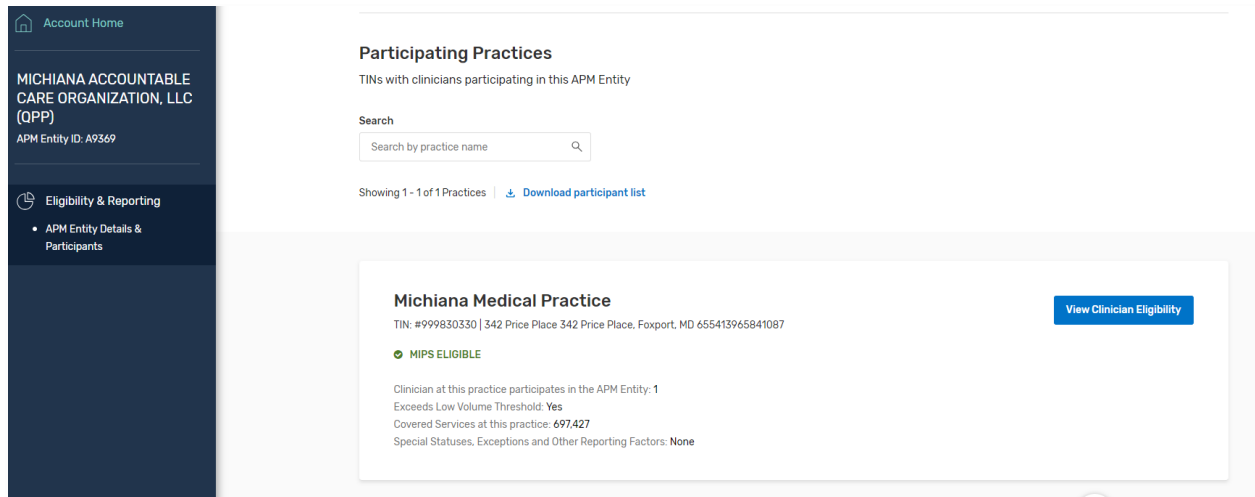 Account Home
MICHIANA ACCOUNTABLE
CARE ORGANIZATION, LLC
(QPP)
APM Entity ID: A9369
Eligibility & Reporting
• APM Entity Details &
Participants
Participating Practices
TINs with clinicians participating in this APM Entity
Search
Search by practice name
Showing 1 - 1 of 1 Practices | Download participant list
Michiana Medical Practice
View Clinician Eligibility
TIN: #999830330 | 342 Price Place 342 Price Place, Foxport, MD 655413965841087
MIPS ELIGIBLE
Clinician at this practice participates in the APM Entity: 1
Exceeds Low Volume Threshold: Yes
Covered Services at this practice: 697,427
Special Statuses, Exceptions and Other Reporting Factors: None